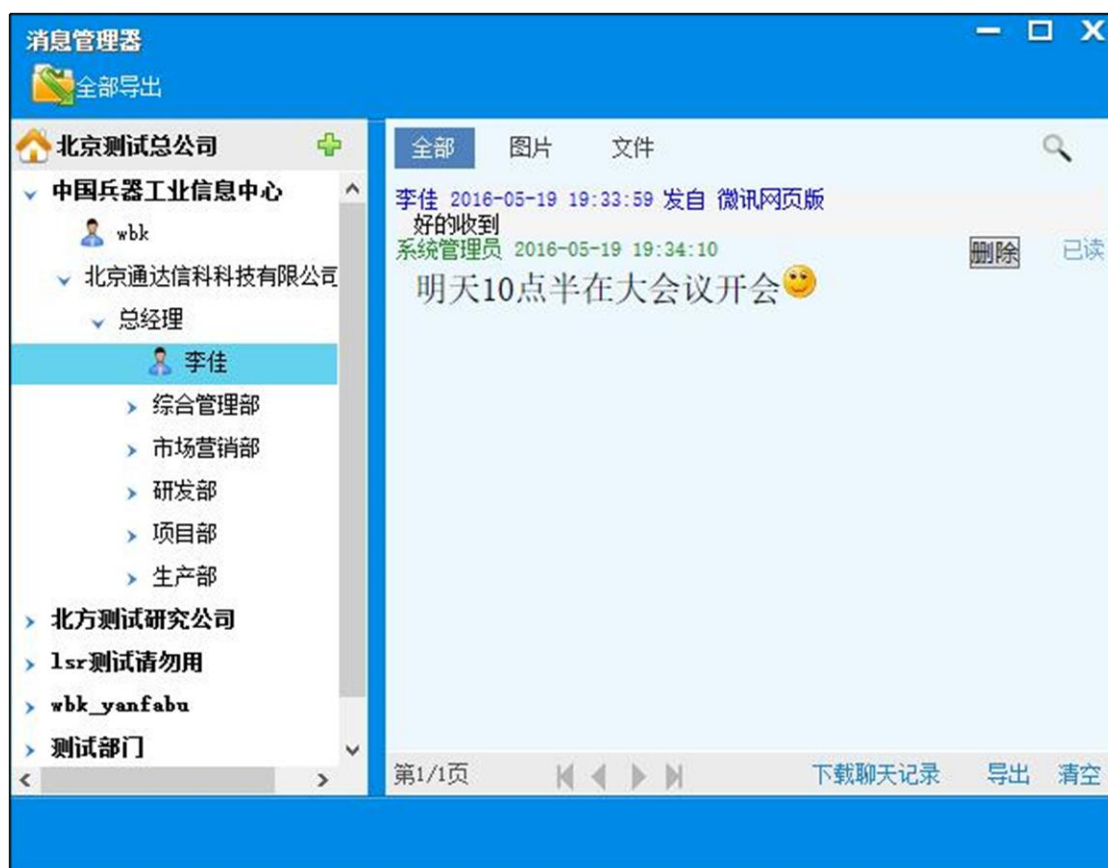 消息管理器
全部导出
北京测试总公司
中国兵器工业信息中心
wbk
北京通达信科科技有限公司
总经理
李佳
综合管理部
市场营销部
研发部
项目部
生产部
北方测试研究公司
lsr测试请勿用
wbk_yanfabu
测试部门
全部 图片 文件
李佳 2016-05-19 19:33:59 发自 微讯网页版
好的收到
系统管理员 2016-05-19 19:34:10 删除 已读
明天10点半在大会议开会
第1/1页 下载聊天记录 导出 清空